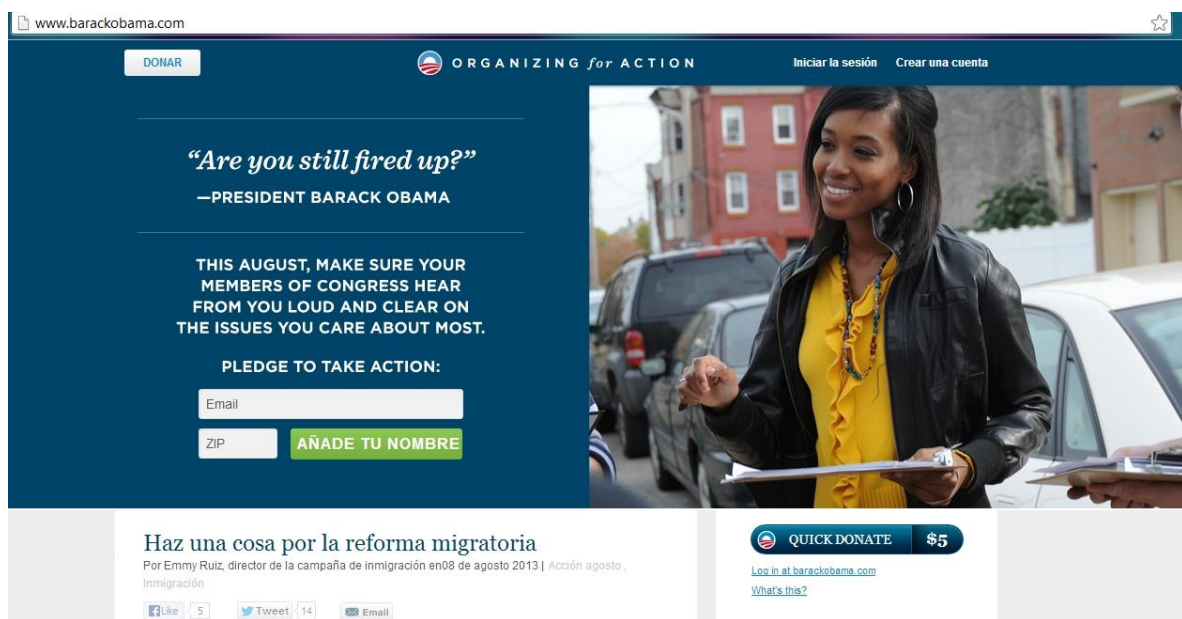 www.barackobama.com
DONAR
ORGANIZING for ACTION
Iniciar la sesión Crear una cuenta
“Are you still fired up?”
—PRESIDENT BARACK OBAMA
THIS AUGUST, MAKE SURE YOUR
MEMBERS OF CONGRESS HEAR
FROM YOU LOUD AND CLEAR ON
THE ISSUES YOU CARE ABOUT MOST.
PLEDGE TO TAKE ACTION:
Email
ZIP AÑADE TU NOMBRE
Haz una cosa por la reforma migratoria
Por Emmy Ruiz, director de la campaña de inmigración en08 de agosto 2013 | Acción agosto ,
Inmigración
Like 5 Tweet 14 Email
QUICK DONATE $5
Log in at barackobama.com
What's this?